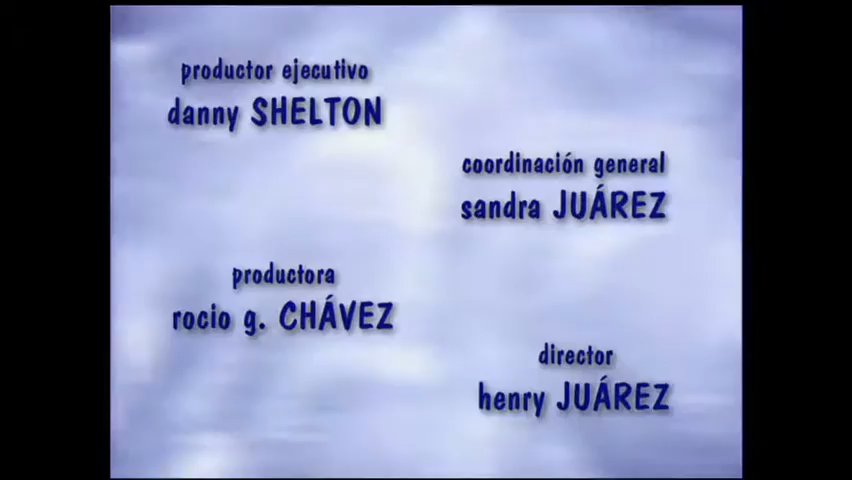 productor ejecutivo
danny SHELTON
coordinación general
sandra JUÁREZ
productora
rocio g. CHÁVEZ
director
henry JUÁREZ